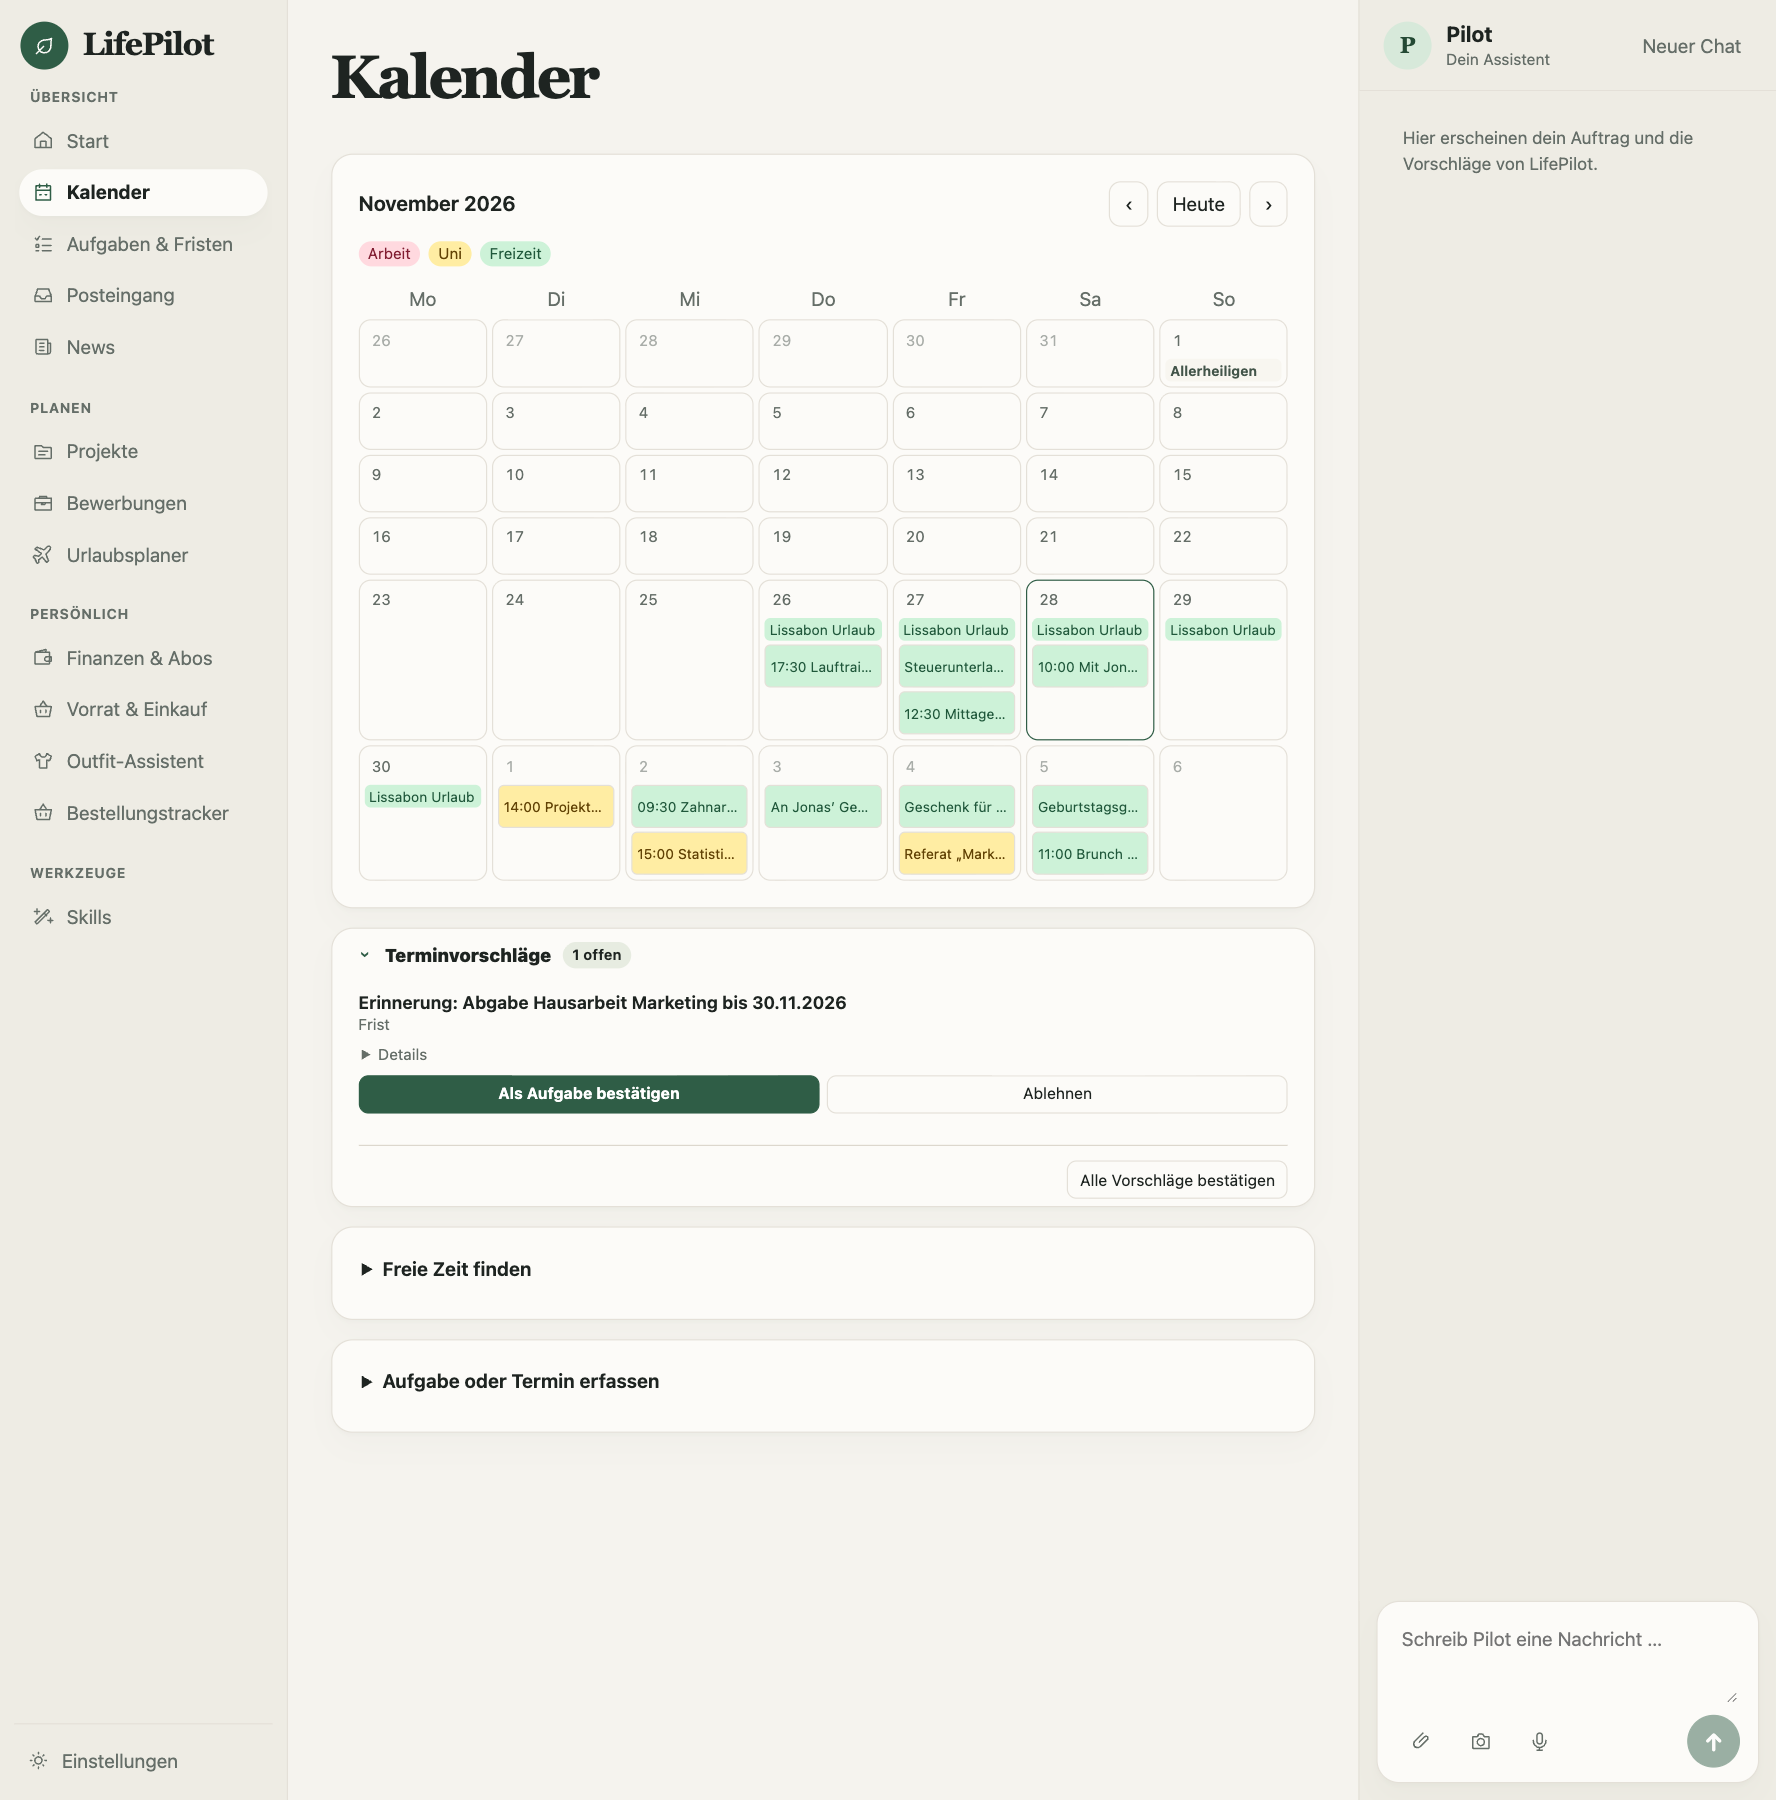 LifePilot
ÜBERSICHT
Start
Kalender
Aufgaben & Fristen
Posteingang
News
PLANEN
Projekte
Bewerbungen
Urlaubsplaner
PERSÖNLICH
Finanzen & Abos
Vorrat & Einkauf
Outfit-Assistent
Bestellungstracker
WERKZEUGE
Skills
Einstellungen
Kalender
November 2026
‹ Heute ›
Arbeit Uni Freizeit
Mo Di Mi Do Fr Sa So
26 27 28 29 30 31 1
Allerheiligen
2 3 4 5 6 7 8
9 10 11 12 13 14 15
16 17 18 19 20 21 22
23 24 25 26 27 28 29
Lissabon Urlaub Lissabon Urlaub Lissabon Urlaub Lissabon Urlaub
17:30 Lauftrai... Steuerunterla... 10:00 Mit Jon...
12:30 Mittage...
30 1 2 3 4 5 6
Lissabon Urlaub 14:00 Projekt... 09:30 Zahnar... An Jonas’ Ge... Geschenk für ... Geburtstagsg...
15:00 Statisti... Referat „Mark... 11:00 Brunch ...
Terminvorschläge 1 offen
Erinnerung: Abgabe Hausarbeit Marketing bis 30.11.2026
Frist
Details
Als Aufgabe bestätigen Ablehnen
Alle Vorschläge bestätigen
Freie Zeit finden
Aufgabe oder Termin erfassen
P
Pilot
Dein Assistent
Neuer Chat
Hier erscheinen dein Auftrag und die
Vorschläge von LifePilot.
Schreib Pilot eine Nachricht ...